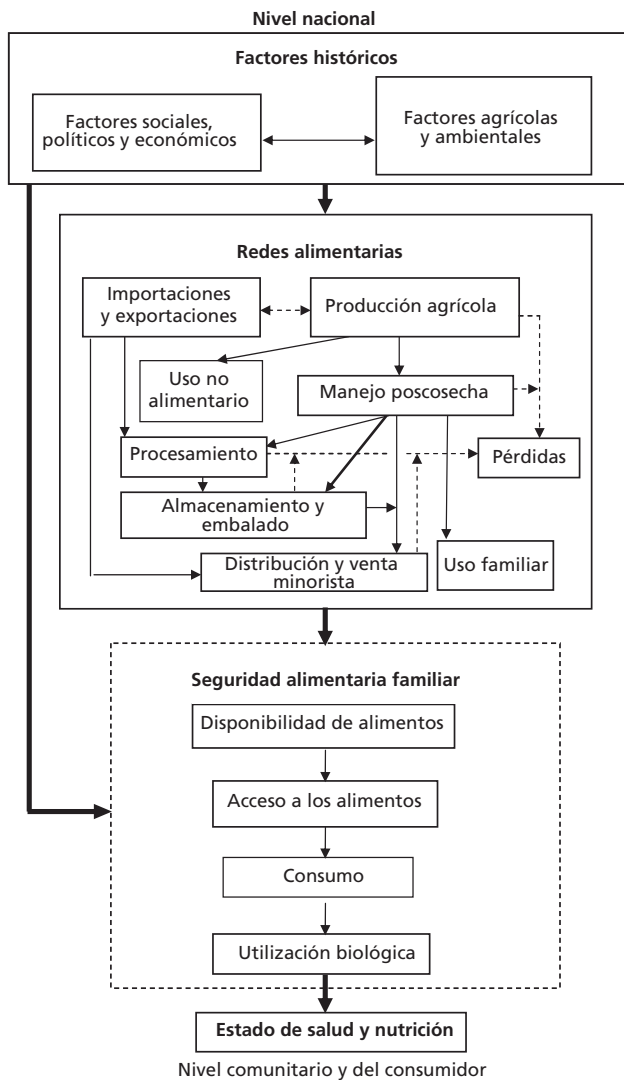 Nivel nacional
Factores históricos
Factores sociales,
políticos y económicos
Factores agrícolas
y ambientales
Redes alimentarias
Importaciones
y exportaciones
Producción agrícola
Uso no
alimentario
Manejo poscosecha
Procesamiento
Pérdidas
Almacenamiento y
embalado
Distribución y venta
minorista
Uso familiar
Seguridad alimentaria familiar
Disponibilidad de alimentos
Acceso a los alimentos
Consumo
Utilización biológica
Estado de salud y nutrición
Nivel comunitario y del consumidor